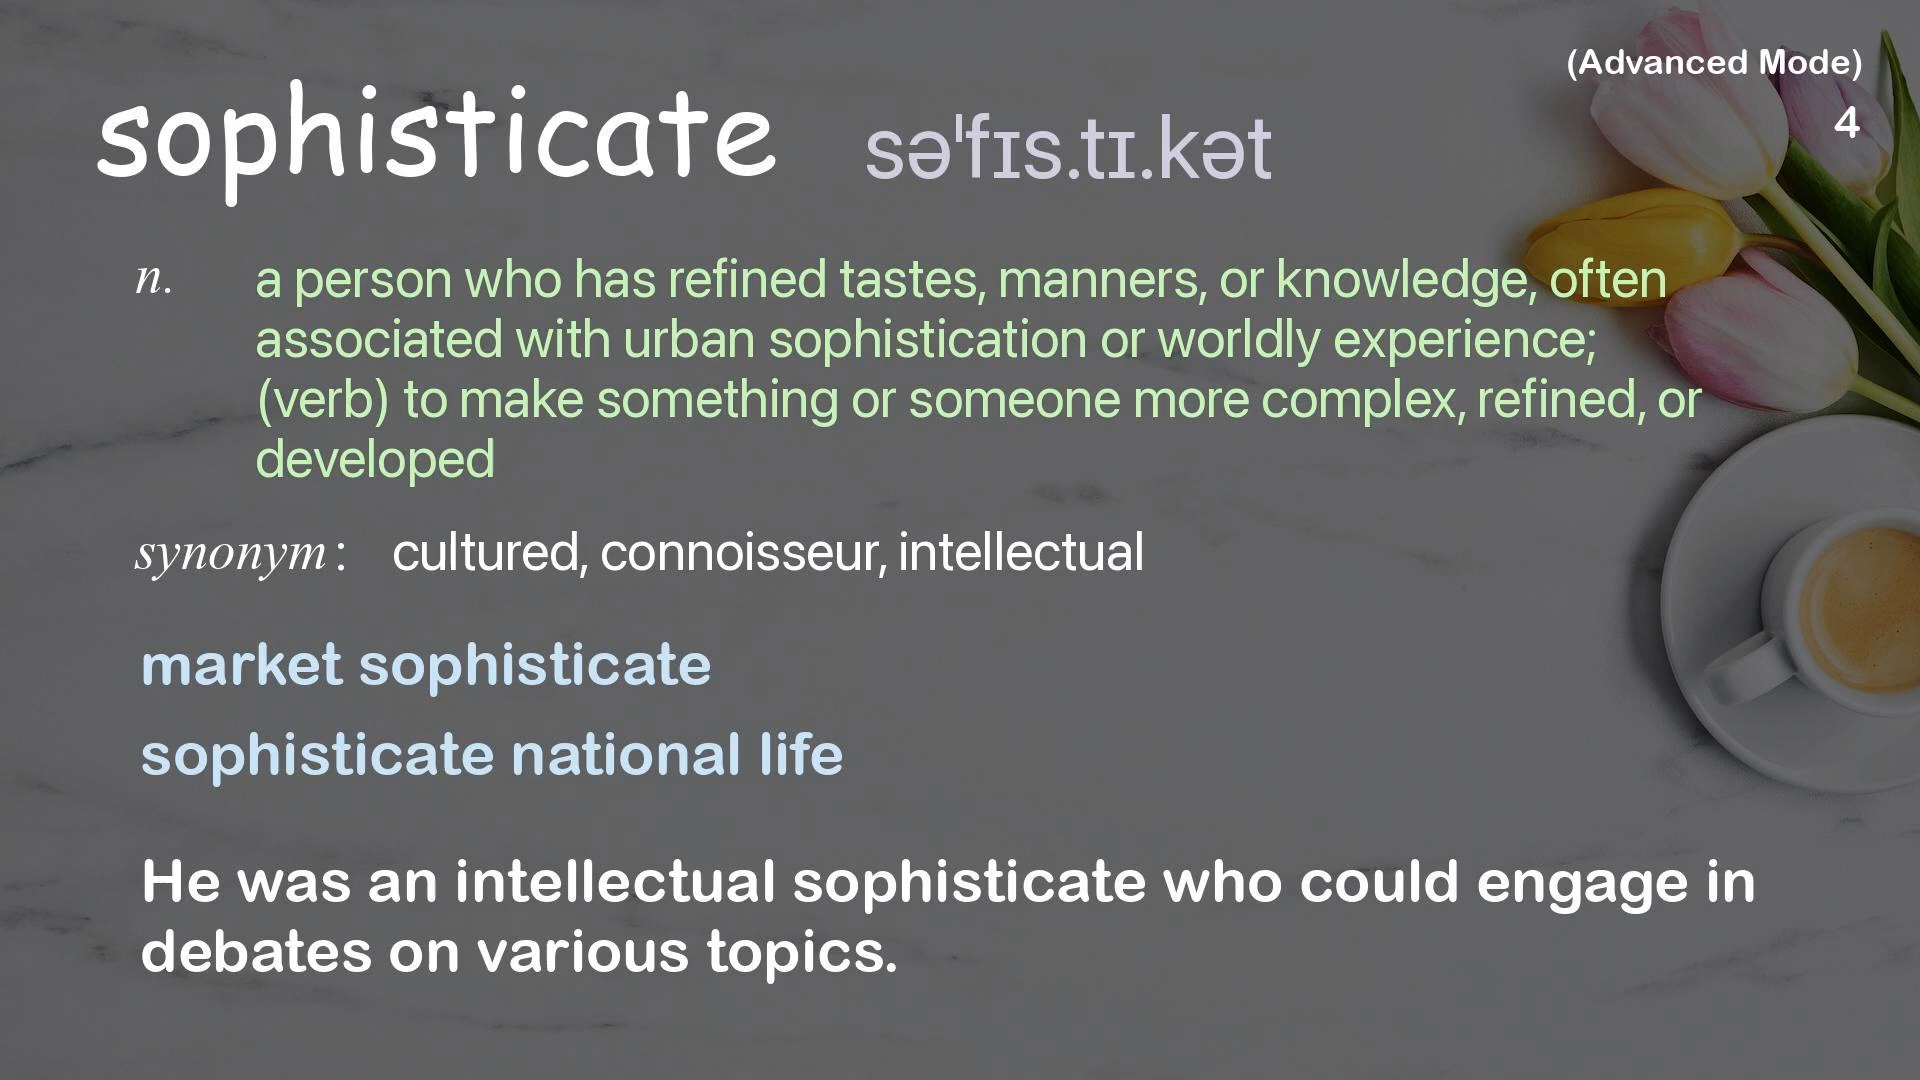 (Advanced Mode)
sophisticate səˈfɪs.tɪ.kət
4
n. a person who has refined tastes, manners, or knowledge, often
associated with urban sophistication or worldly experience;
(verb) to make something or someone more complex, refined, or
developed
synonym: cultured, connoisseur, intellectual
market sophisticate
sophisticate national life
He was an intellectual sophisticate who could engage in
debates on various topics.